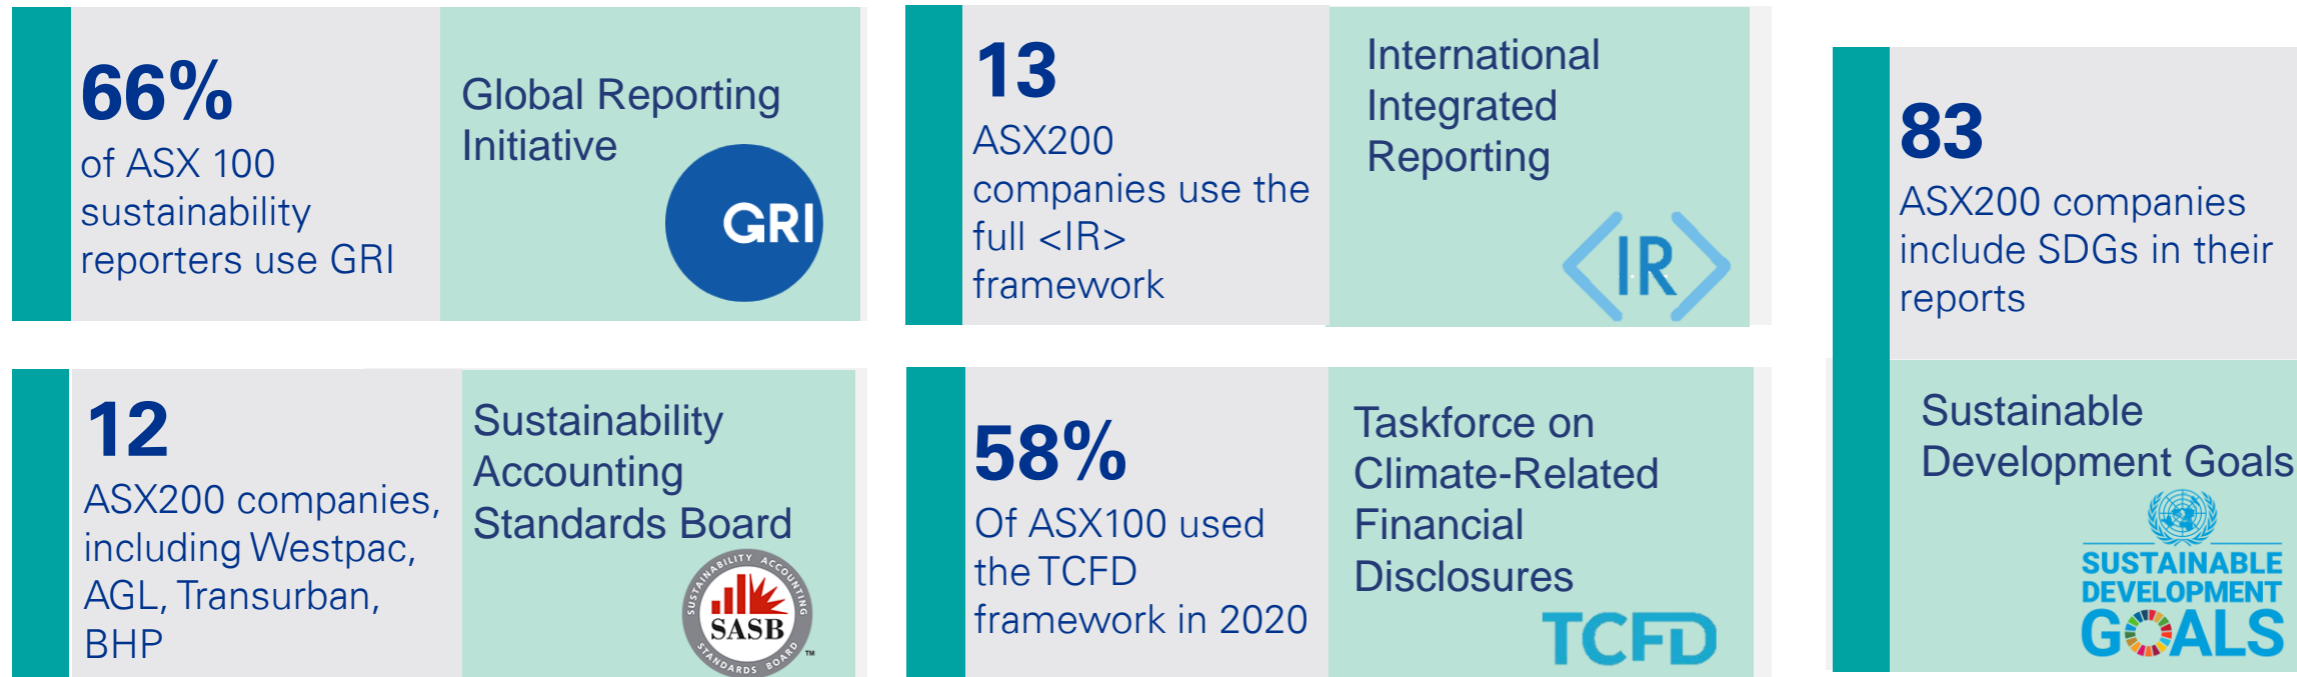 66%
of ASX 100
sustainability
reporters use GRI
Global Reporting
Initiative
GRI
13
ASX200
companies use the
full <IR>
framework
International
Integrated
Reporting
<IR>
83
ASX200 companies
include SDGs in their
reports
Sustainable
Development Goals
SUSTAINABLE
DEVELOPMENT
GOALS
12
ASX200 companies,
including Westpac,
AGL, Transurban,
BHP
Sustainability
Accounting
Standards Board
SUSTAINABILITY ACCOUNTING
SASB
STANDARDS BOARD
TM
58%
Of ASX100 used
the TCFD
framework in 2020
Taskforce on
Climate-Related
Financial
Disclosures
TCFD